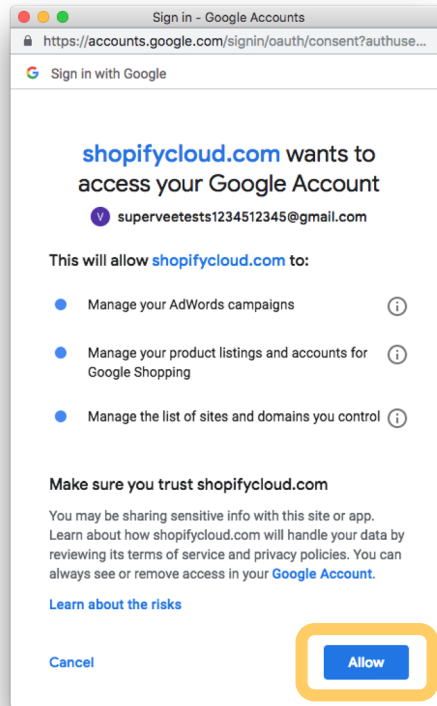 Sign in - Google Accounts
https://accounts.google.com/signin/oauth/consent?authuse...
G Sign in with Google
shopifycloud.com wants to
access your Google Account
V superveetests1234512345@gmail.com
This will allow shopifycloud.com to:
Manage your AdWords campaigns
Manage your product listings and accounts for
Google Shopping
Manage the list of sites and domains you control
Make sure you trust shopifycloud.com
You may be sharing sensitive info with this site or app.
Learn about how shopifycloud.com will handle your data by
reviewing its terms of service and privacy policies. You can
always see or remove access in your Google Account.
Learn about the risks
Cancel Allow